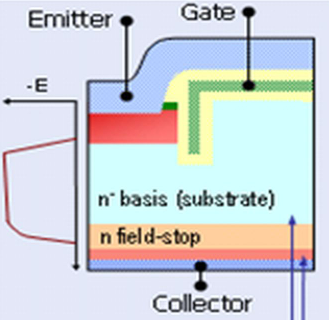 Emitter
Gate
-E
n⁻ basis (substrate)
n field-stop
Collector